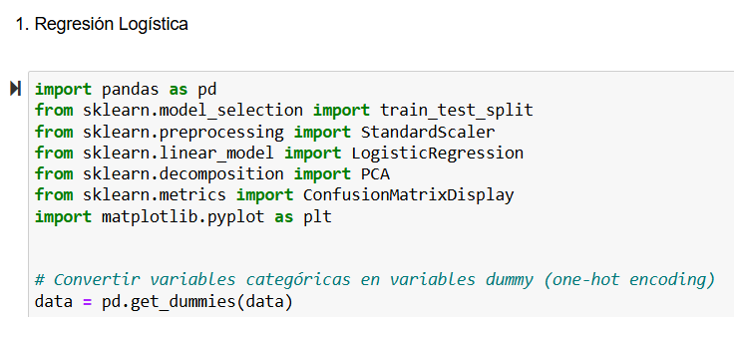 1. Regresión Logística
import pandas as pd
from sklearn.model_selection import train_test_split
from sklearn.preprocessing import StandardScaler
from sklearn.linear_model import LogisticRegression
from sklearn.decomposition import PCA
from sklearn.metrics import ConfusionMatrixDisplay
import matplotlib.pyplot as plt
# Convertir variables categóricas en variables dummy (one-hot encoding)
data = pd.get_dummies(data)